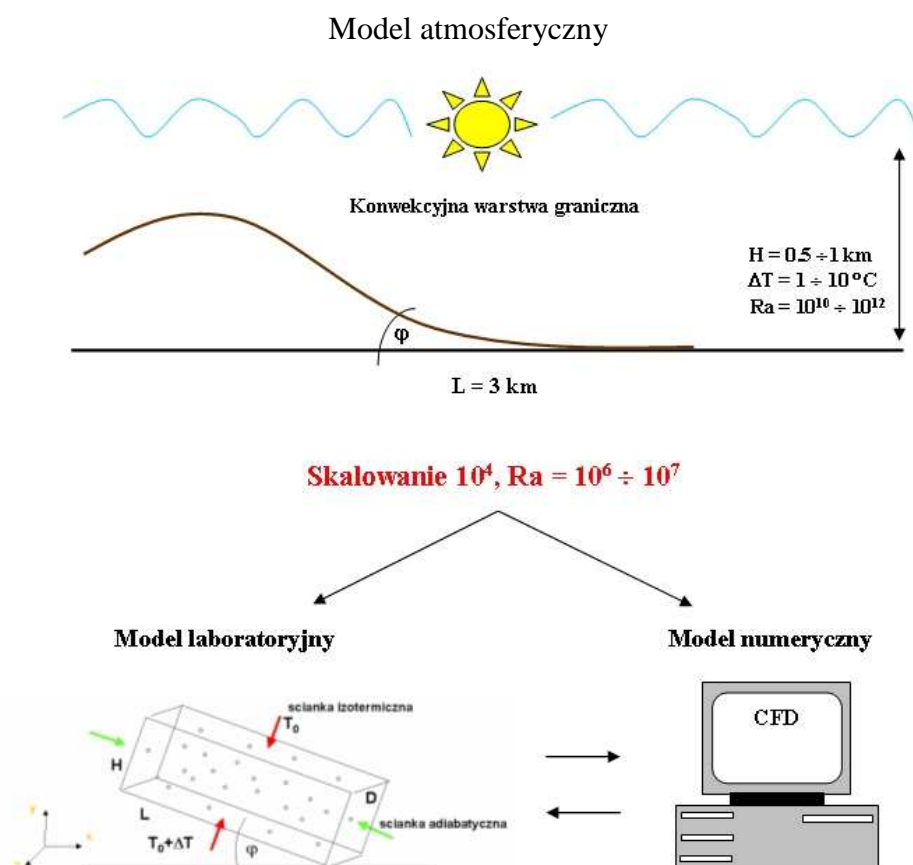 Model atmosferyczny
Konwekcyjna warstwa graniczna
H = 0.5 ÷ 1 km
ΔT = 1 ÷ 10 °C
Ra = 10¹⁰ ÷ 10¹²
φ
L = 3 km
Skalowanie 10⁴, Ra = 10⁶ ÷ 10⁷
Model laboratoryjny
Model numeryczny
scianka izotermiczna
T₀
CFD
H
D
L
scianka adiabatyczna
T₀+ΔT
φ